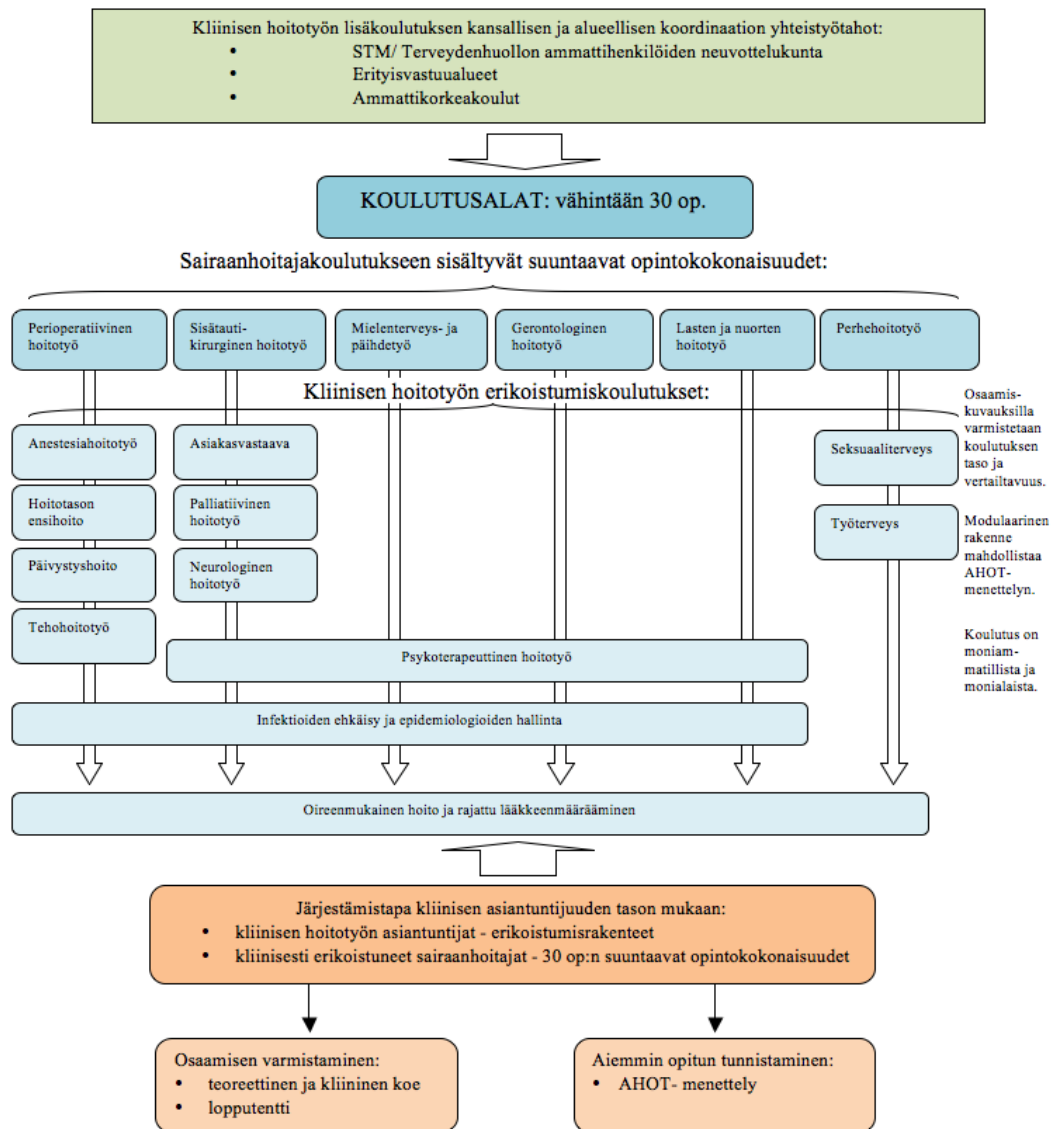 Kliinisen hoitotyön lisäkoulutuksen kansallisen ja alueellisen koordinaation yhteistyötahot:
• STM/ Terveydenhuollon ammattihenkilöiden neuvottelukunta
• Erityisvastuualueet
• Ammattikorkeakoulut
KOULUTUSALAT: vähintään 30 op.
Sairaanhoitajakoulutukseen sisältyvät suuntaavat opintokokonaisuudet:
Perioperatiivinen
hoitotyö
Sisätauti-
kirurginen hoitotyö
Mielenterveys- ja
päihdetyö
Gerontologinen
hoitotyö
Lasten ja nuorten
hoitotyö
Perhehoitotyö
Kliinisen hoitotyön erikoistumiskoulutukset:
Anestesiahoitotyö
Hoitotason
ensihoito
Päivystyshoito
Tehohoitotyö
Asiakasvastaava
Palliatiivinen
hoitotyö
Neurologinen
hoitotyö
Seksuaaliterveys
Työterveys
Osaamis-
kuvauksilla
varmistetaan
koulutuksen
taso ja
vertailtavuus.
Modulaarinen
rakenne
mahdollistaa
AHOT-
menettelyn.
Koulutus on
moniam-
matillista ja
monialaista.
Psykoterapeuttinen hoitotyö
Infektioiden ehkäisy ja epidemiologioiden hallinta
Oireenmukainen hoito ja rajattu lääkkeenmäärääminen
Järjestämistapa kliinisen asiantuntijuuden tason mukaan:
• kliinisen hoitotyön asiantuntijat - erikoistumisrakenteet
• kliinisesti erikoistuneet sairaanhoitajat - 30 op:n suuntaavat opintokokonaisuudet
Osaamisen varmistaminen:
• teoreettinen ja kliininen koe
• lopputentti
Aiemmin opitun tunnistaminen:
• AHOT- menettely